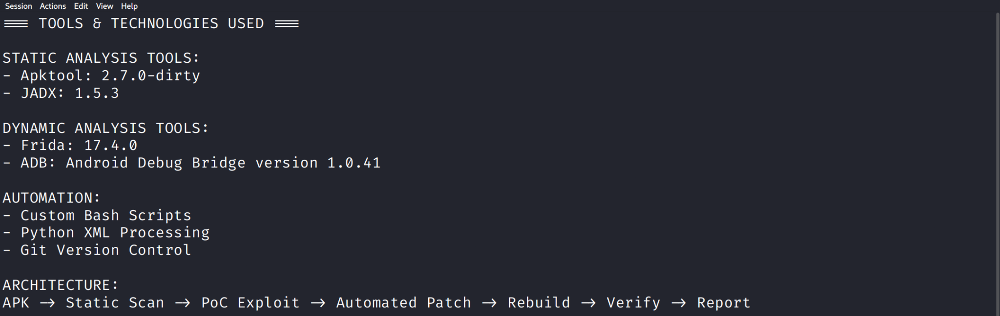 Session Actions Edit View Help
=== TOOLS & TECHNOLOGIES USED ===
STATIC ANALYSIS TOOLS:
- Apktool: 2.7.0-dirty
- JADX: 1.5.3
DYNAMIC ANALYSIS TOOLS:
- Frida: 17.4.0
- ADB: Android Debug Bridge version 1.0.41
AUTOMATION:
- Custom Bash Scripts
- Python XML Processing
- Git Version Control
ARCHITECTURE:
APK → Static Scan → PoC Exploit → Automated Patch → Rebuild → Verify → Report